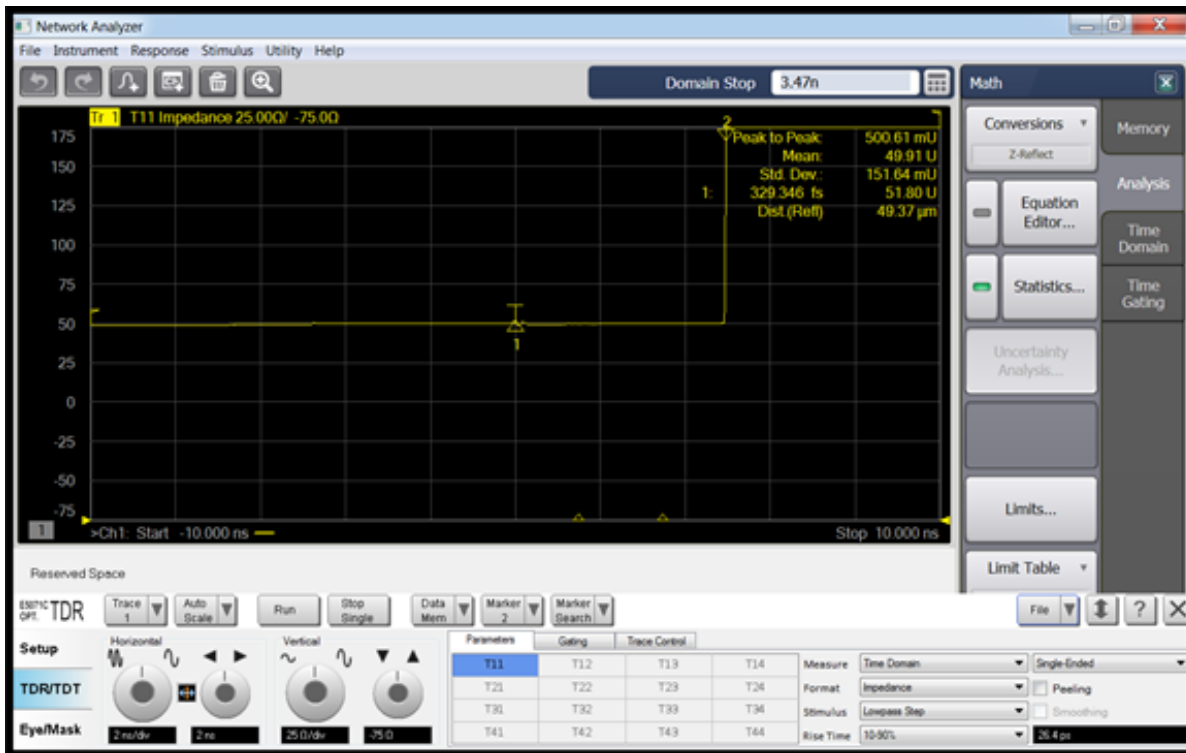 Network Analyzer
File Instrument Response Stimulus Utility Help
Domain Stop 3.47n
Math
Tr 1 T11 Impedance 25.00Ω/ -75.0Ω
175
150
125
100
75
50
25
0
-25
-50
-75
2
Peak to Peak: 500.61 mU
Mean: 49.91 U
Std. Dev.: 151.64 mU
1: 329.346 fs 51.80 U
Dist.(Refl) 49.37 μm
1
1 >Ch1: Start -10.000 ns
Stop 10.000 ns
Conversions
Z-Reflect
Equation Editor...
Statistics...
Uncertainty Analysis...
Limits...
Limit Table
Memory
Analysis
Time Domain
Time Gating
Reserved Space
OPT. TDR
Trace 1
Auto Scale
Run
Stop Single
Data Mem
Marker 2
Marker Search
File
?
Setup
TDR/TDT
Eye/Mask
Horizontal
2 ns/div
2 ns
Vertical
25 Ω/div
-75 Ω
Parameters Gating Trace Control
T11 T12 T13 T14
T21 T22 T23 T24
T31 T32 T33 T34
T41 T42 T43 T44
Measure Time Domain Single-Ended
Format Impedance Peeling
Stimulus Lowpass Step Smoothing
Rise Time 10-90% 26.4 ps